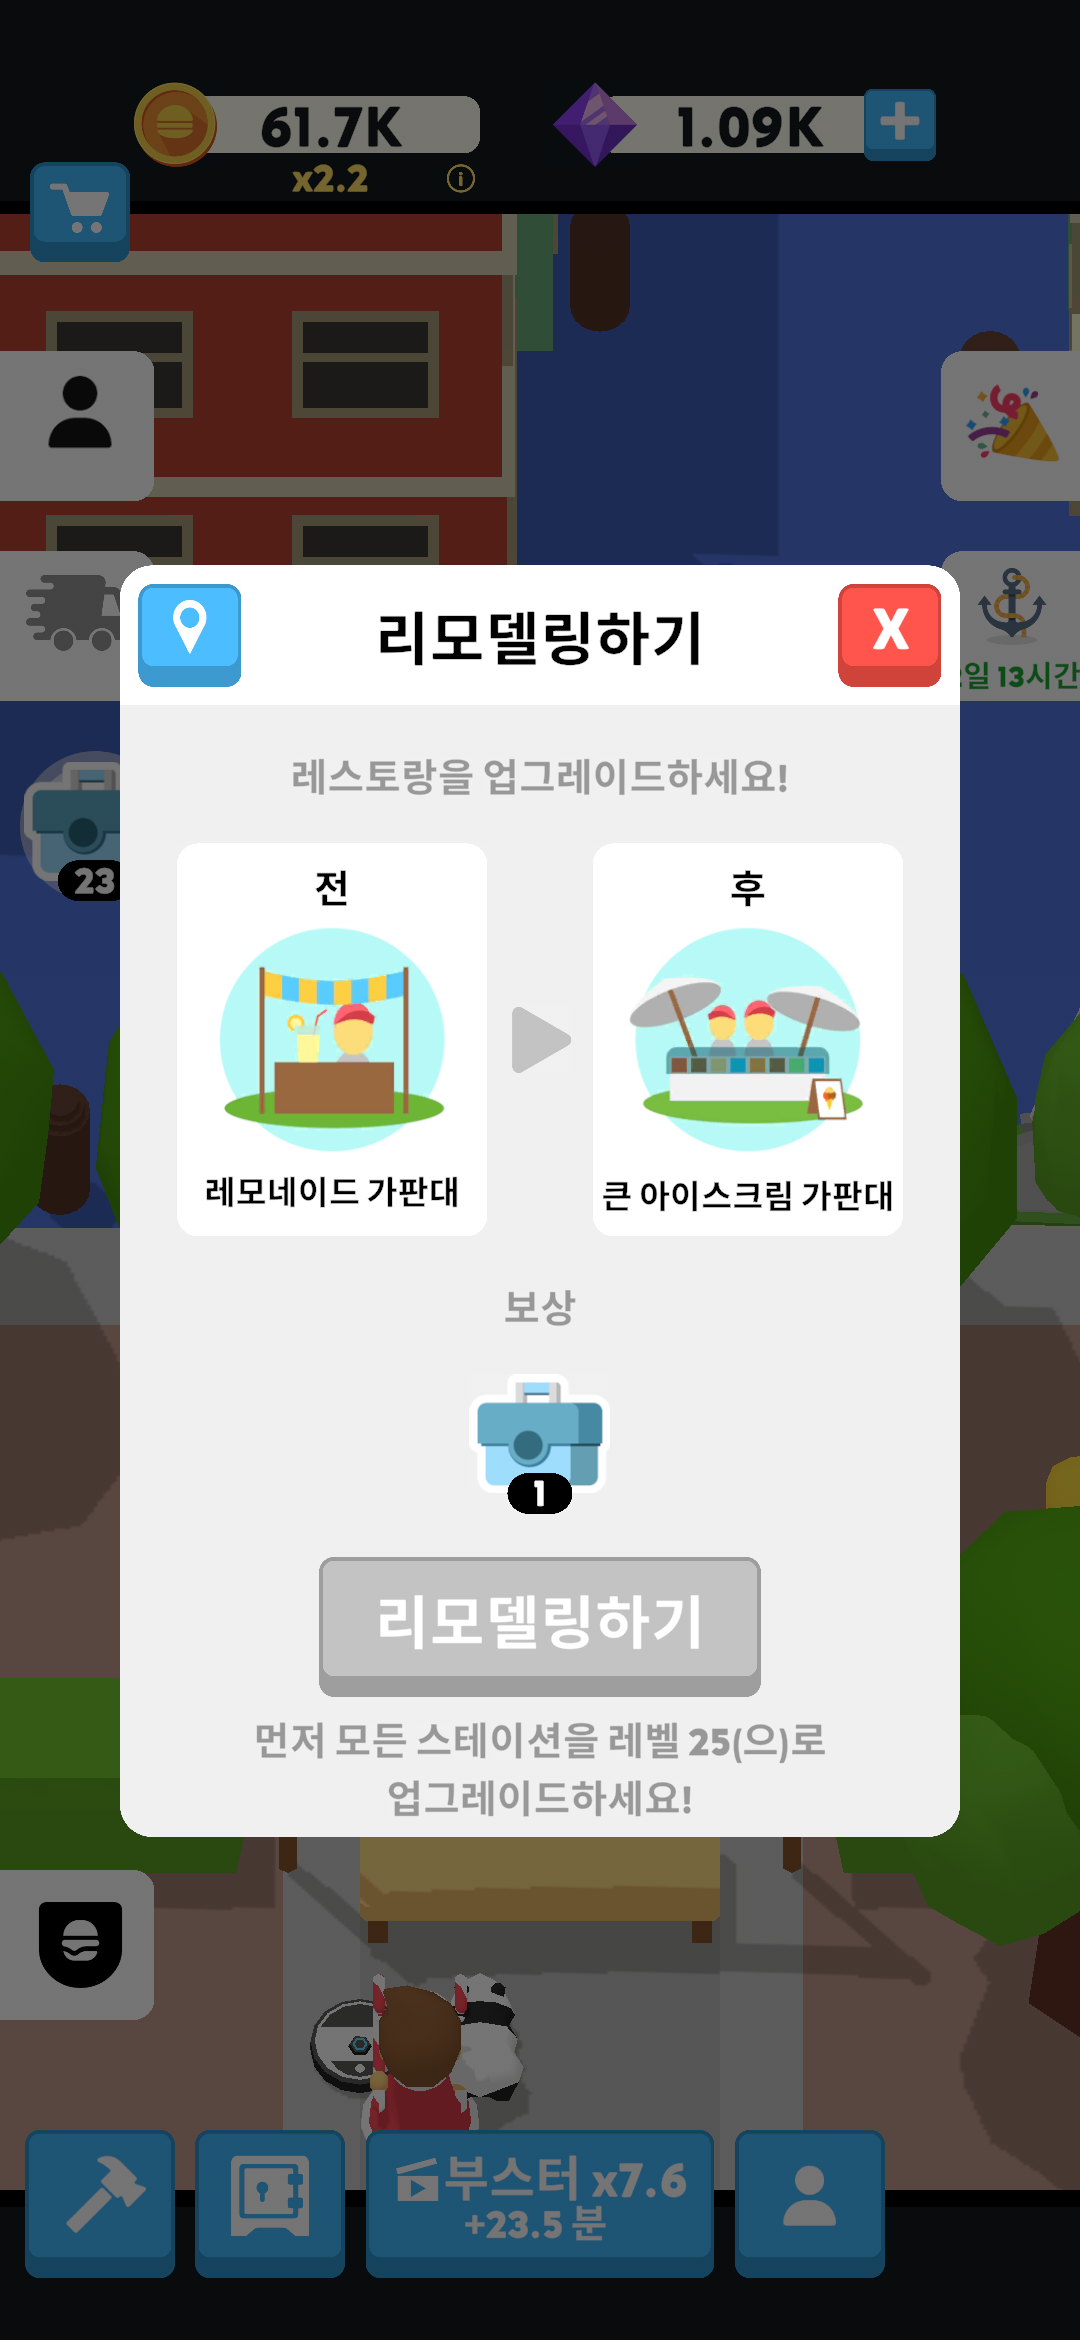 61.7K
1.09K
x2.2
리모델링하기
X
일 13시간
레스토랑을 업그레이드하세요!
23
전
후
레모네이드 가판대
큰 아이스크림 가판대
보상
1
리모델링하기
먼저 모든 스테이션을 레벨 25(으)로
업그레이드하세요!
부스터 x7.6
+23.5 분